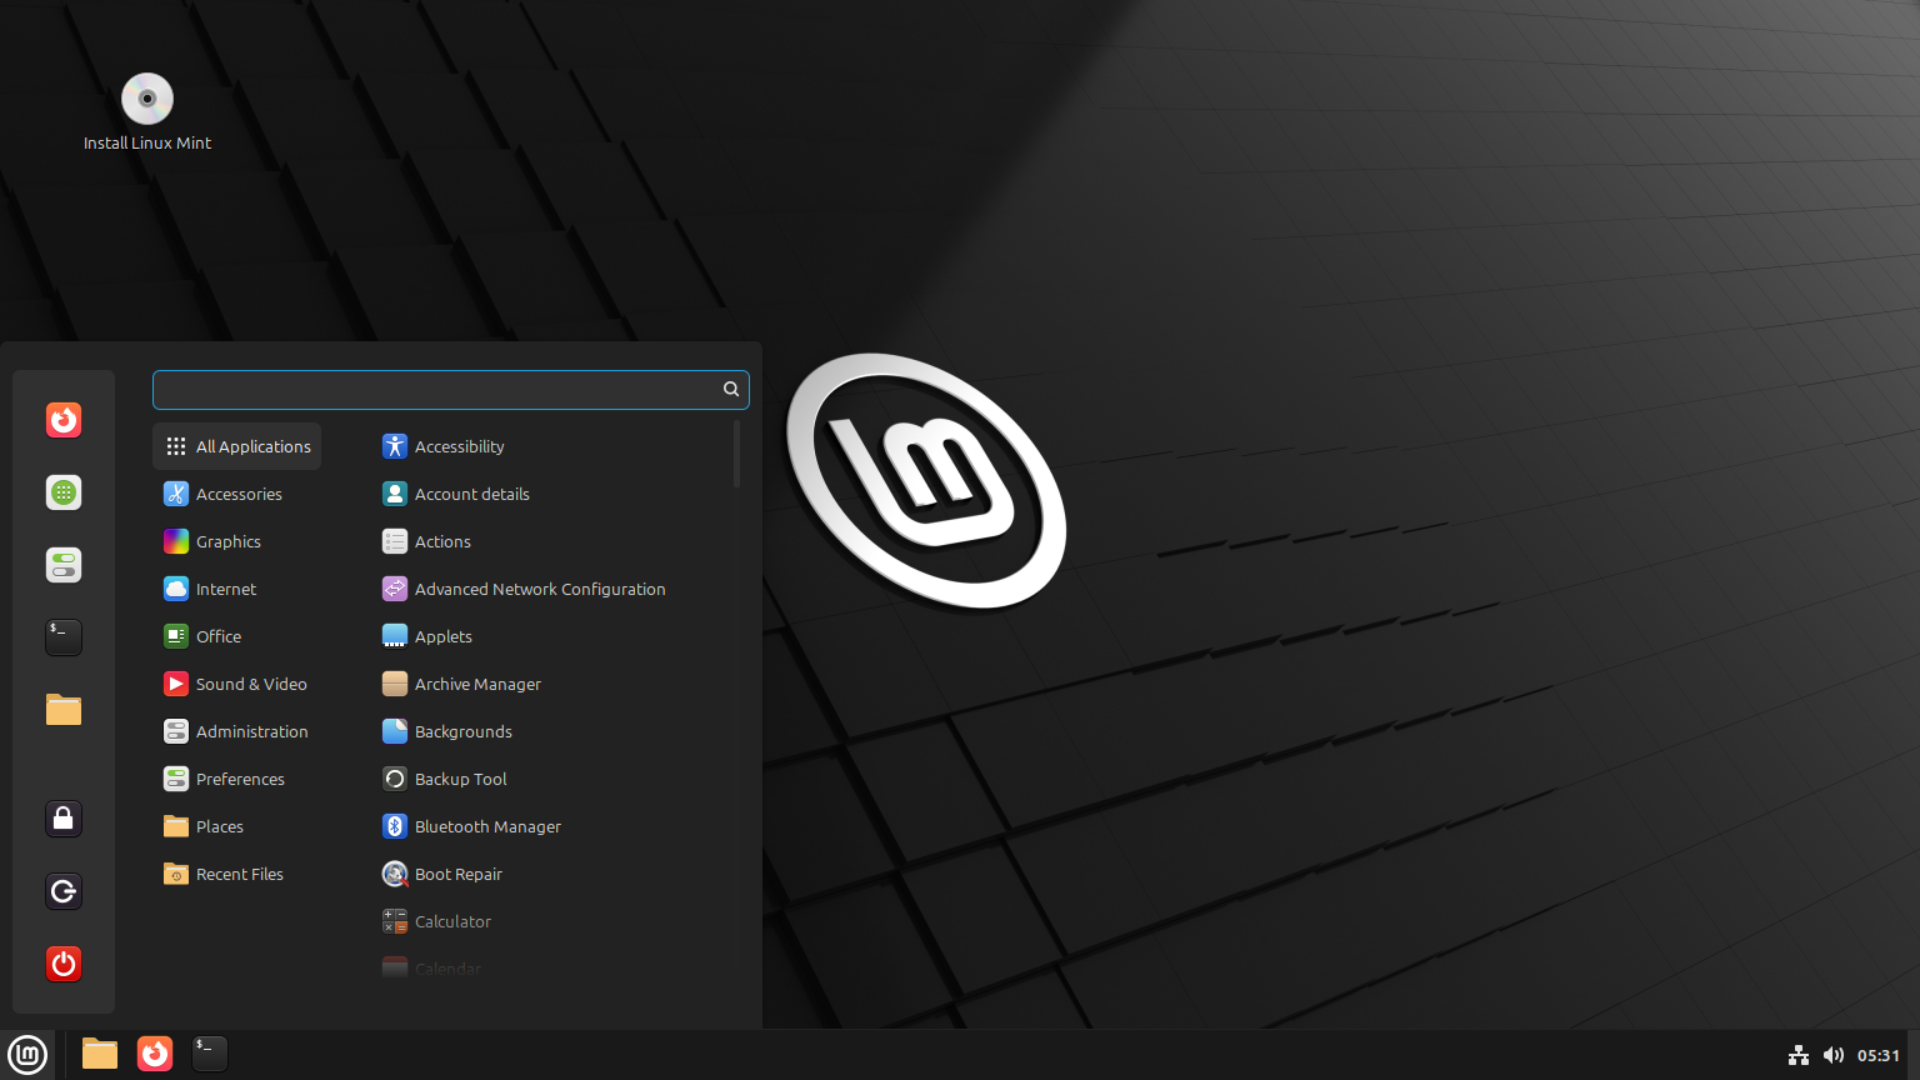 Install Linux Mint
All Applications
Accessories
Graphics
Internet
Office
Sound & Video
Administration
Preferences
Places
Recent Files
Accessibility
Account details
Actions
Advanced Network Configuration
Applets
Archive Manager
Backgrounds
Backup Tool
Bluetooth Manager
Boot Repair
Calculator
Calendar
$_
$_
05:31